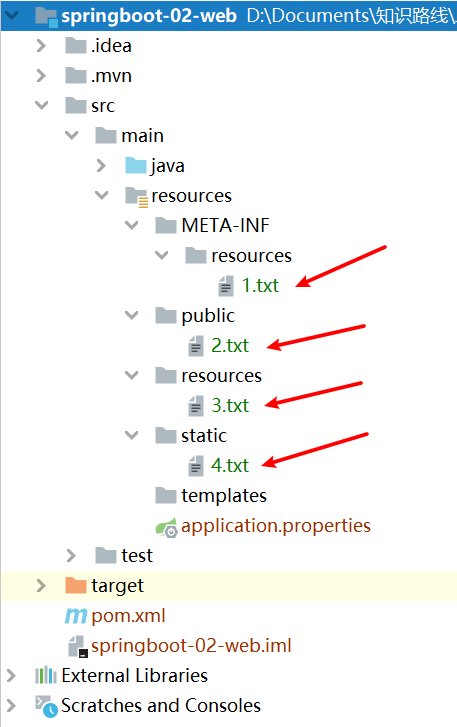 springboot-02-web D:\Documents\知识路线\
.idea
.mvn
src
main
java
resources
META-INF
resources
1.txt
public
2.txt
resources
3.txt
static
4.txt
templates
application.properties
test
target
pom.xml
springboot-02-web.iml
External Libraries
Scratches and Consoles